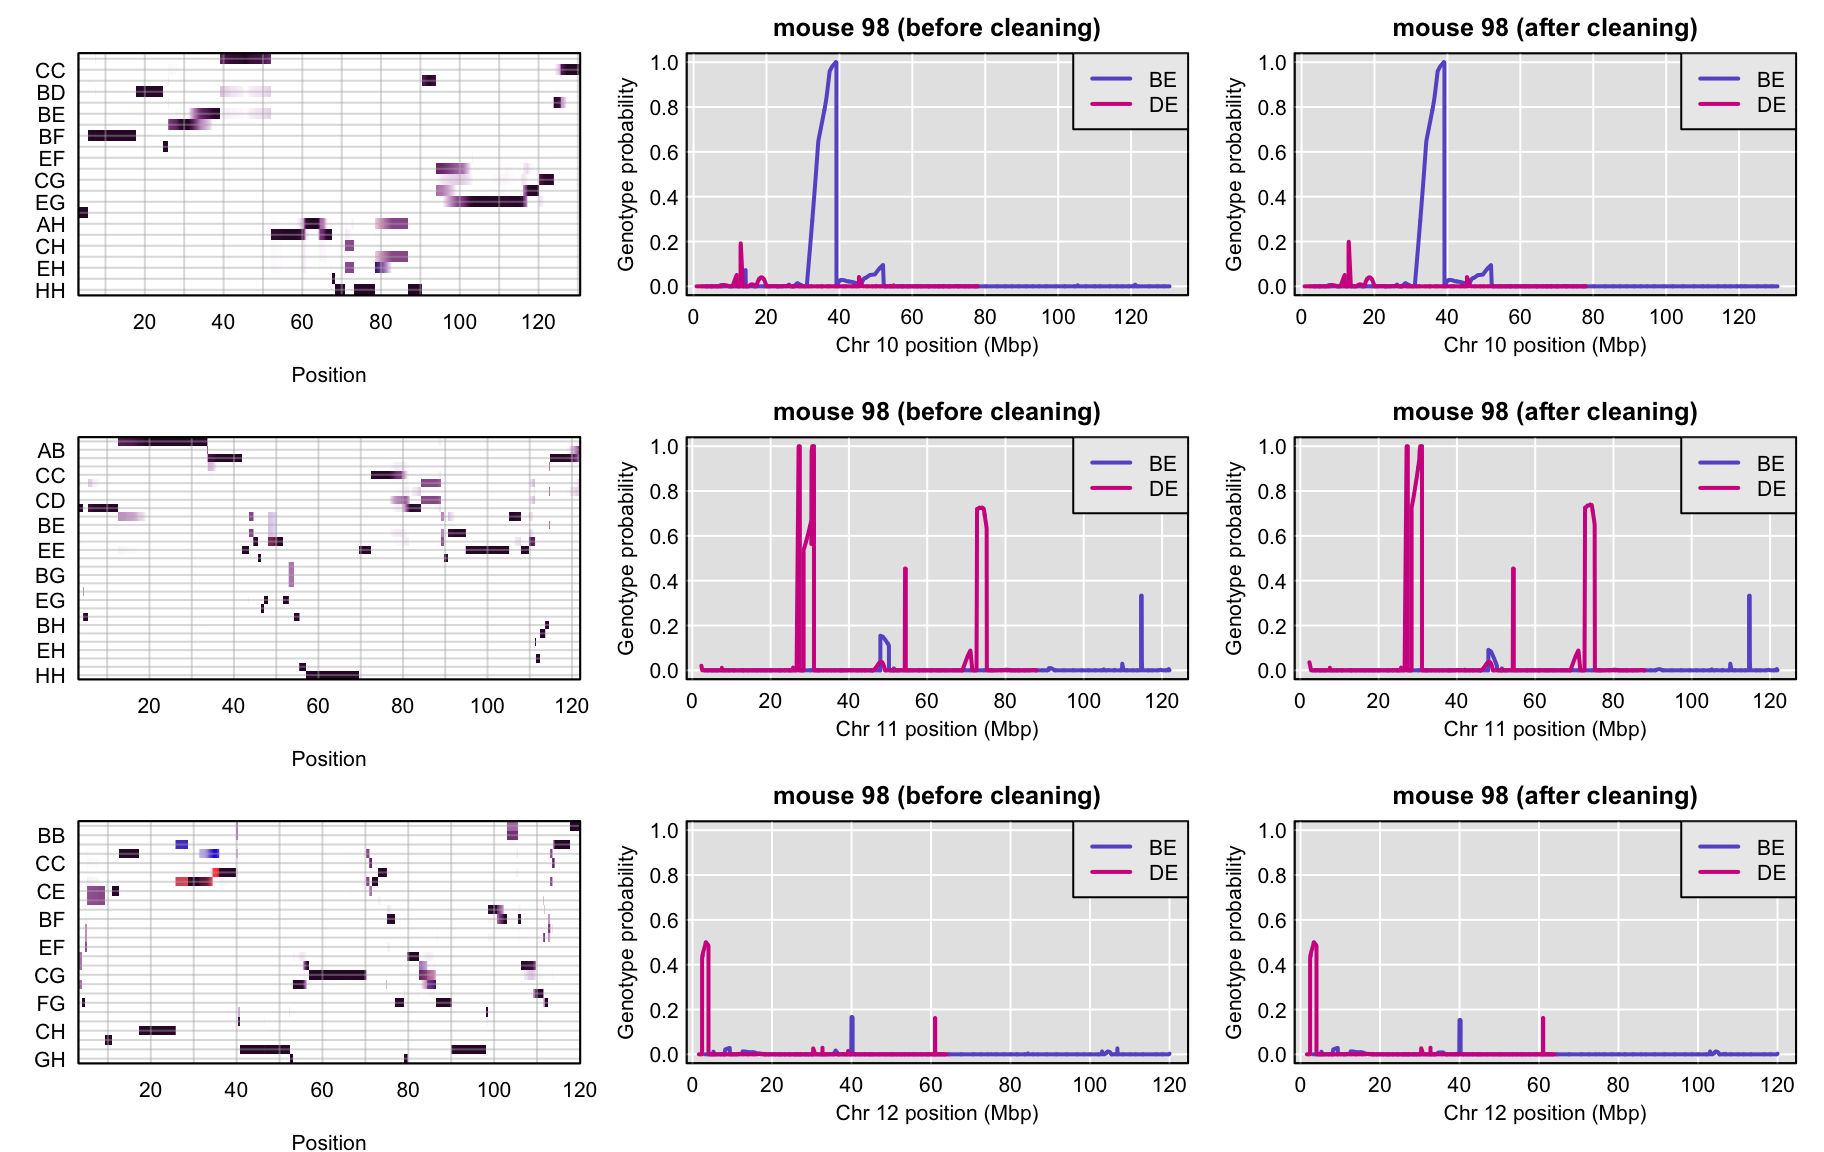 CC
BD
BE
BF
EF
CG
EG
AH
CH
EH
HH
20 40 60 80 100 120
Position
mouse 98 (before cleaning)
Genotype probability
1.0
0.8
0.6
0.4
0.2
0.0
BE
DE
0 20 40 60 80 100 120
Chr 10 position (Mbp)
mouse 98 (after cleaning)
Genotype probability
1.0
0.8
0.6
0.4
0.2
0.0
BE
DE
0 20 40 60 80 100 120
Chr 10 position (Mbp)
AB
CC
CD
BE
EE
BG
EG
BH
EH
HH
20 40 60 80 100 120
Position
mouse 98 (before cleaning)
Genotype probability
1.0
0.8
0.6
0.4
0.2
0.0
BE
DE
0 20 40 60 80 100 120
Chr 11 position (Mbp)
mouse 98 (after cleaning)
Genotype probability
1.0
0.8
0.6
0.4
0.2
0.0
BE
DE
0 20 40 60 80 100 120
Chr 11 position (Mbp)
BB
CC
CE
BF
EF
CG
FG
CH
GH
20 40 60 80 100 120
Position
mouse 98 (before cleaning)
Genotype probability
1.0
0.8
0.6
0.4
0.2
0.0
BE
DE
0 20 40 60 80 100 120
Chr 12 position (Mbp)
mouse 98 (after cleaning)
Genotype probability
1.0
0.8
0.6
0.4
0.2
0.0
BE
DE
0 20 40 60 80 100 120
Chr 12 position (Mbp)